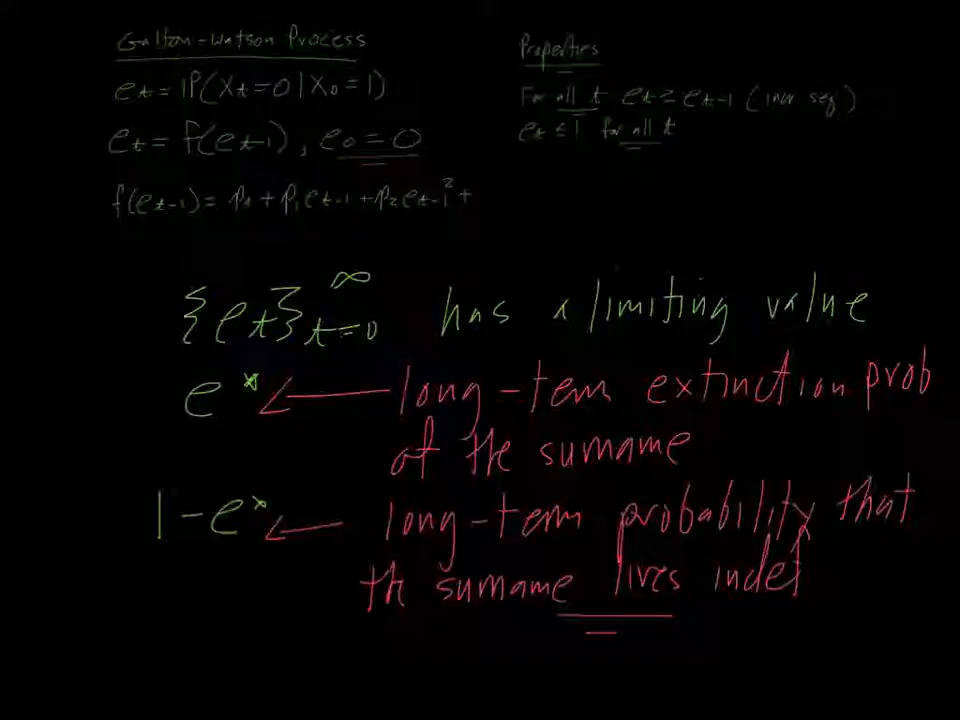 Galton-Watson Process
e_t = P(X_t = 0 | X_0 = 1)
e_t = f(e_{t-1}), e_0 = 0
f(e_{t-1}) = p_0 + p_1 e_{t-1} + p_2 e_{t-1}^2 +
Properties
For all t e_t ≥ e_{t-1} (incr seq)
e_t ≤ 1 for all t
{e_t}_{t=0}^∞ has a limiting value
e* ← long-term extinction prob
of the surname
1 - e* ← long-term probability that
th surname lives indef